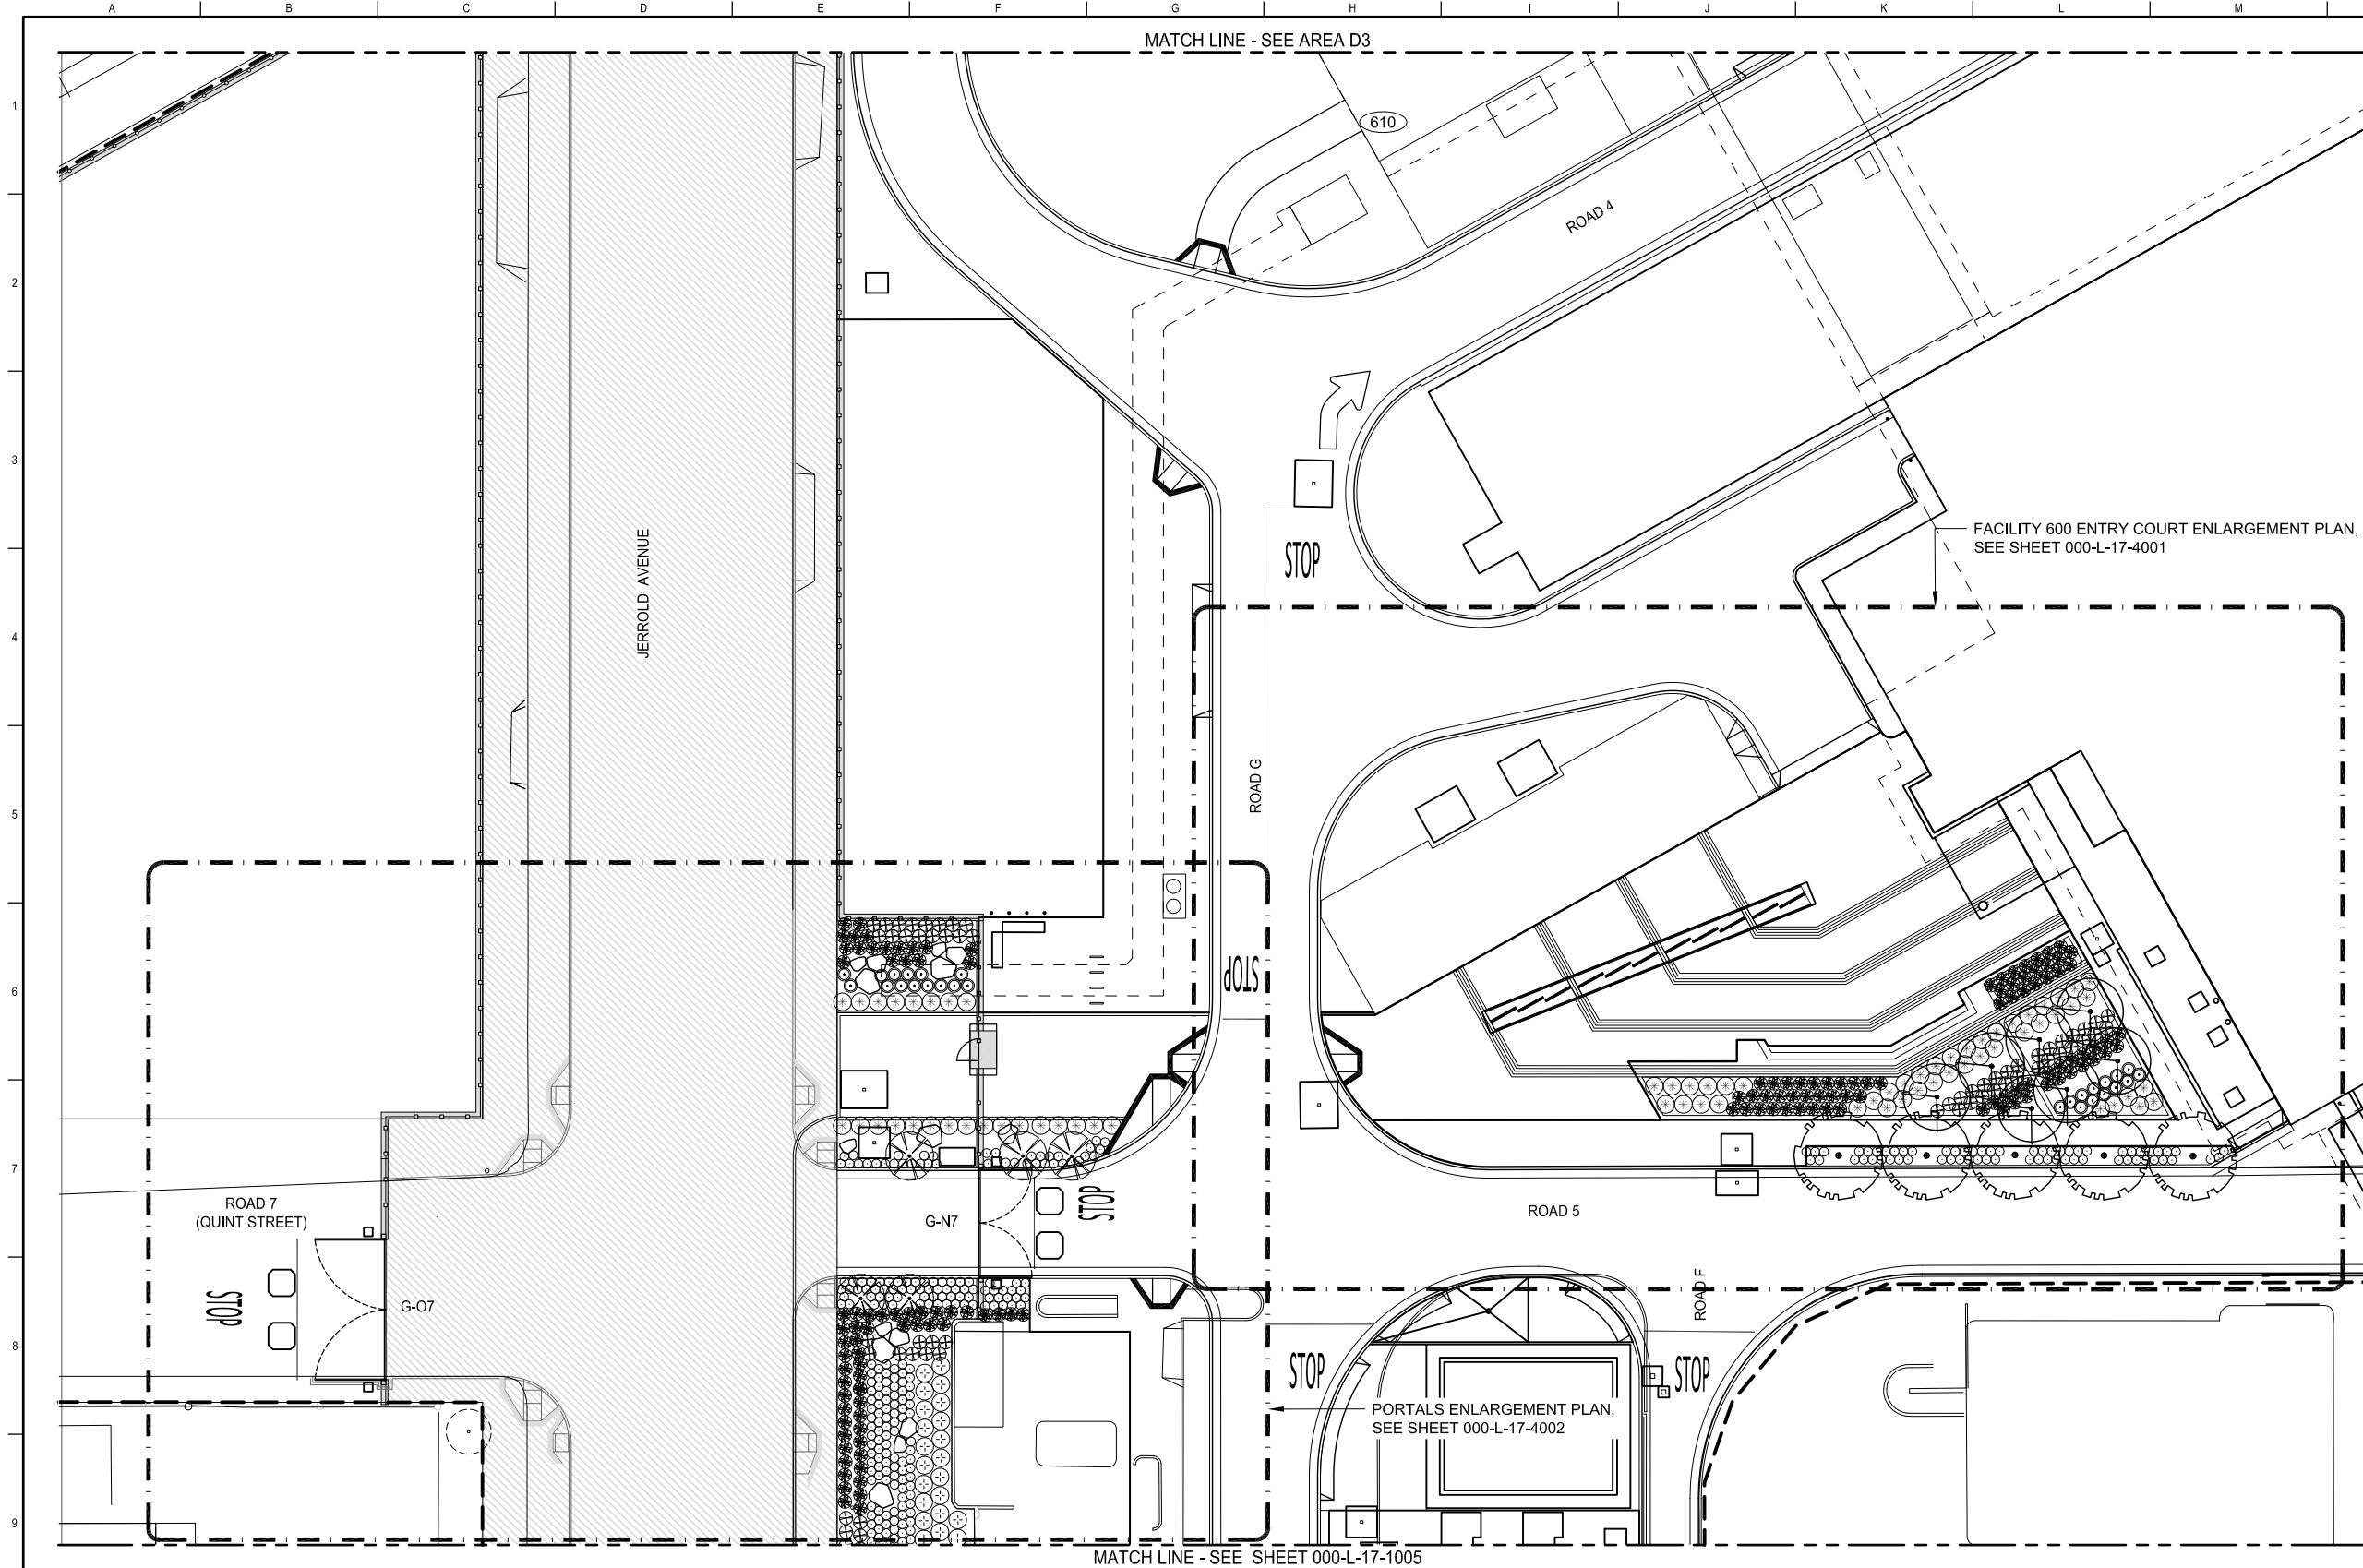 A B C D E F G H I J K L M
MATCH LINE - SEE AREA D3
1
610
ROAD 4
2
3
FACILITY 600 ENTRY COURT ENLARGEMENT PLAN,
SEE SHEET 000-L-17-4001
STOP
JERROLD AVENUE
4
ROAD G
5
STOP
6
7
ROAD 7
(QUINT STREET)
G-N7
STOP
ROAD 5
STOP
G-O7
ROAD F
8
STOP
STOP
PORTALS ENLARGEMENT PLAN,
SEE SHEET 000-L-17-4002
9
MATCH LINE - SEE SHEET 000-L-17-1005